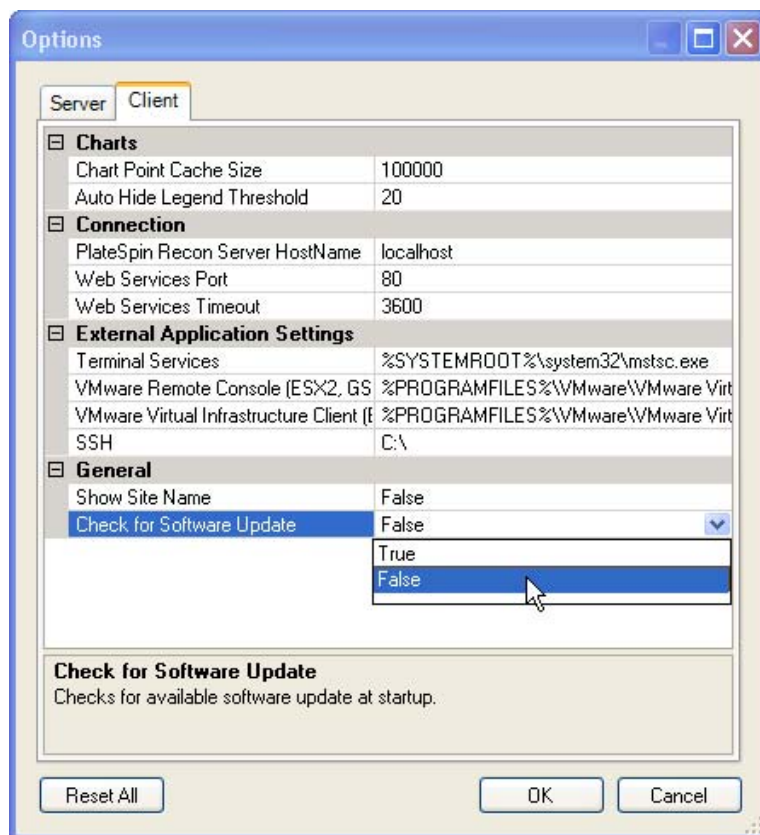 Options
Server Client
Charts
Chart Point Cache Size 100000
Auto Hide Legend Threshold 20
Connection
PlateSpin Recon Server HostName localhost
Web Services Port 80
Web Services Timeout 3600
External Application Settings
Terminal Services %SYSTEMROOT%\system32\mstsc.exe
VMware Remote Console (ESX2, GS %PROGRAMFILES%\VMware\VMware Virt
VMware Virtual Infrastructure Client (E %PROGRAMFILES%\VMware\VMware Virt
SSH C:\
General
Show Site Name False
Check for Software Update False
True
False
Check for Software Update
Checks for available software update at startup.
Reset All OK Cancel